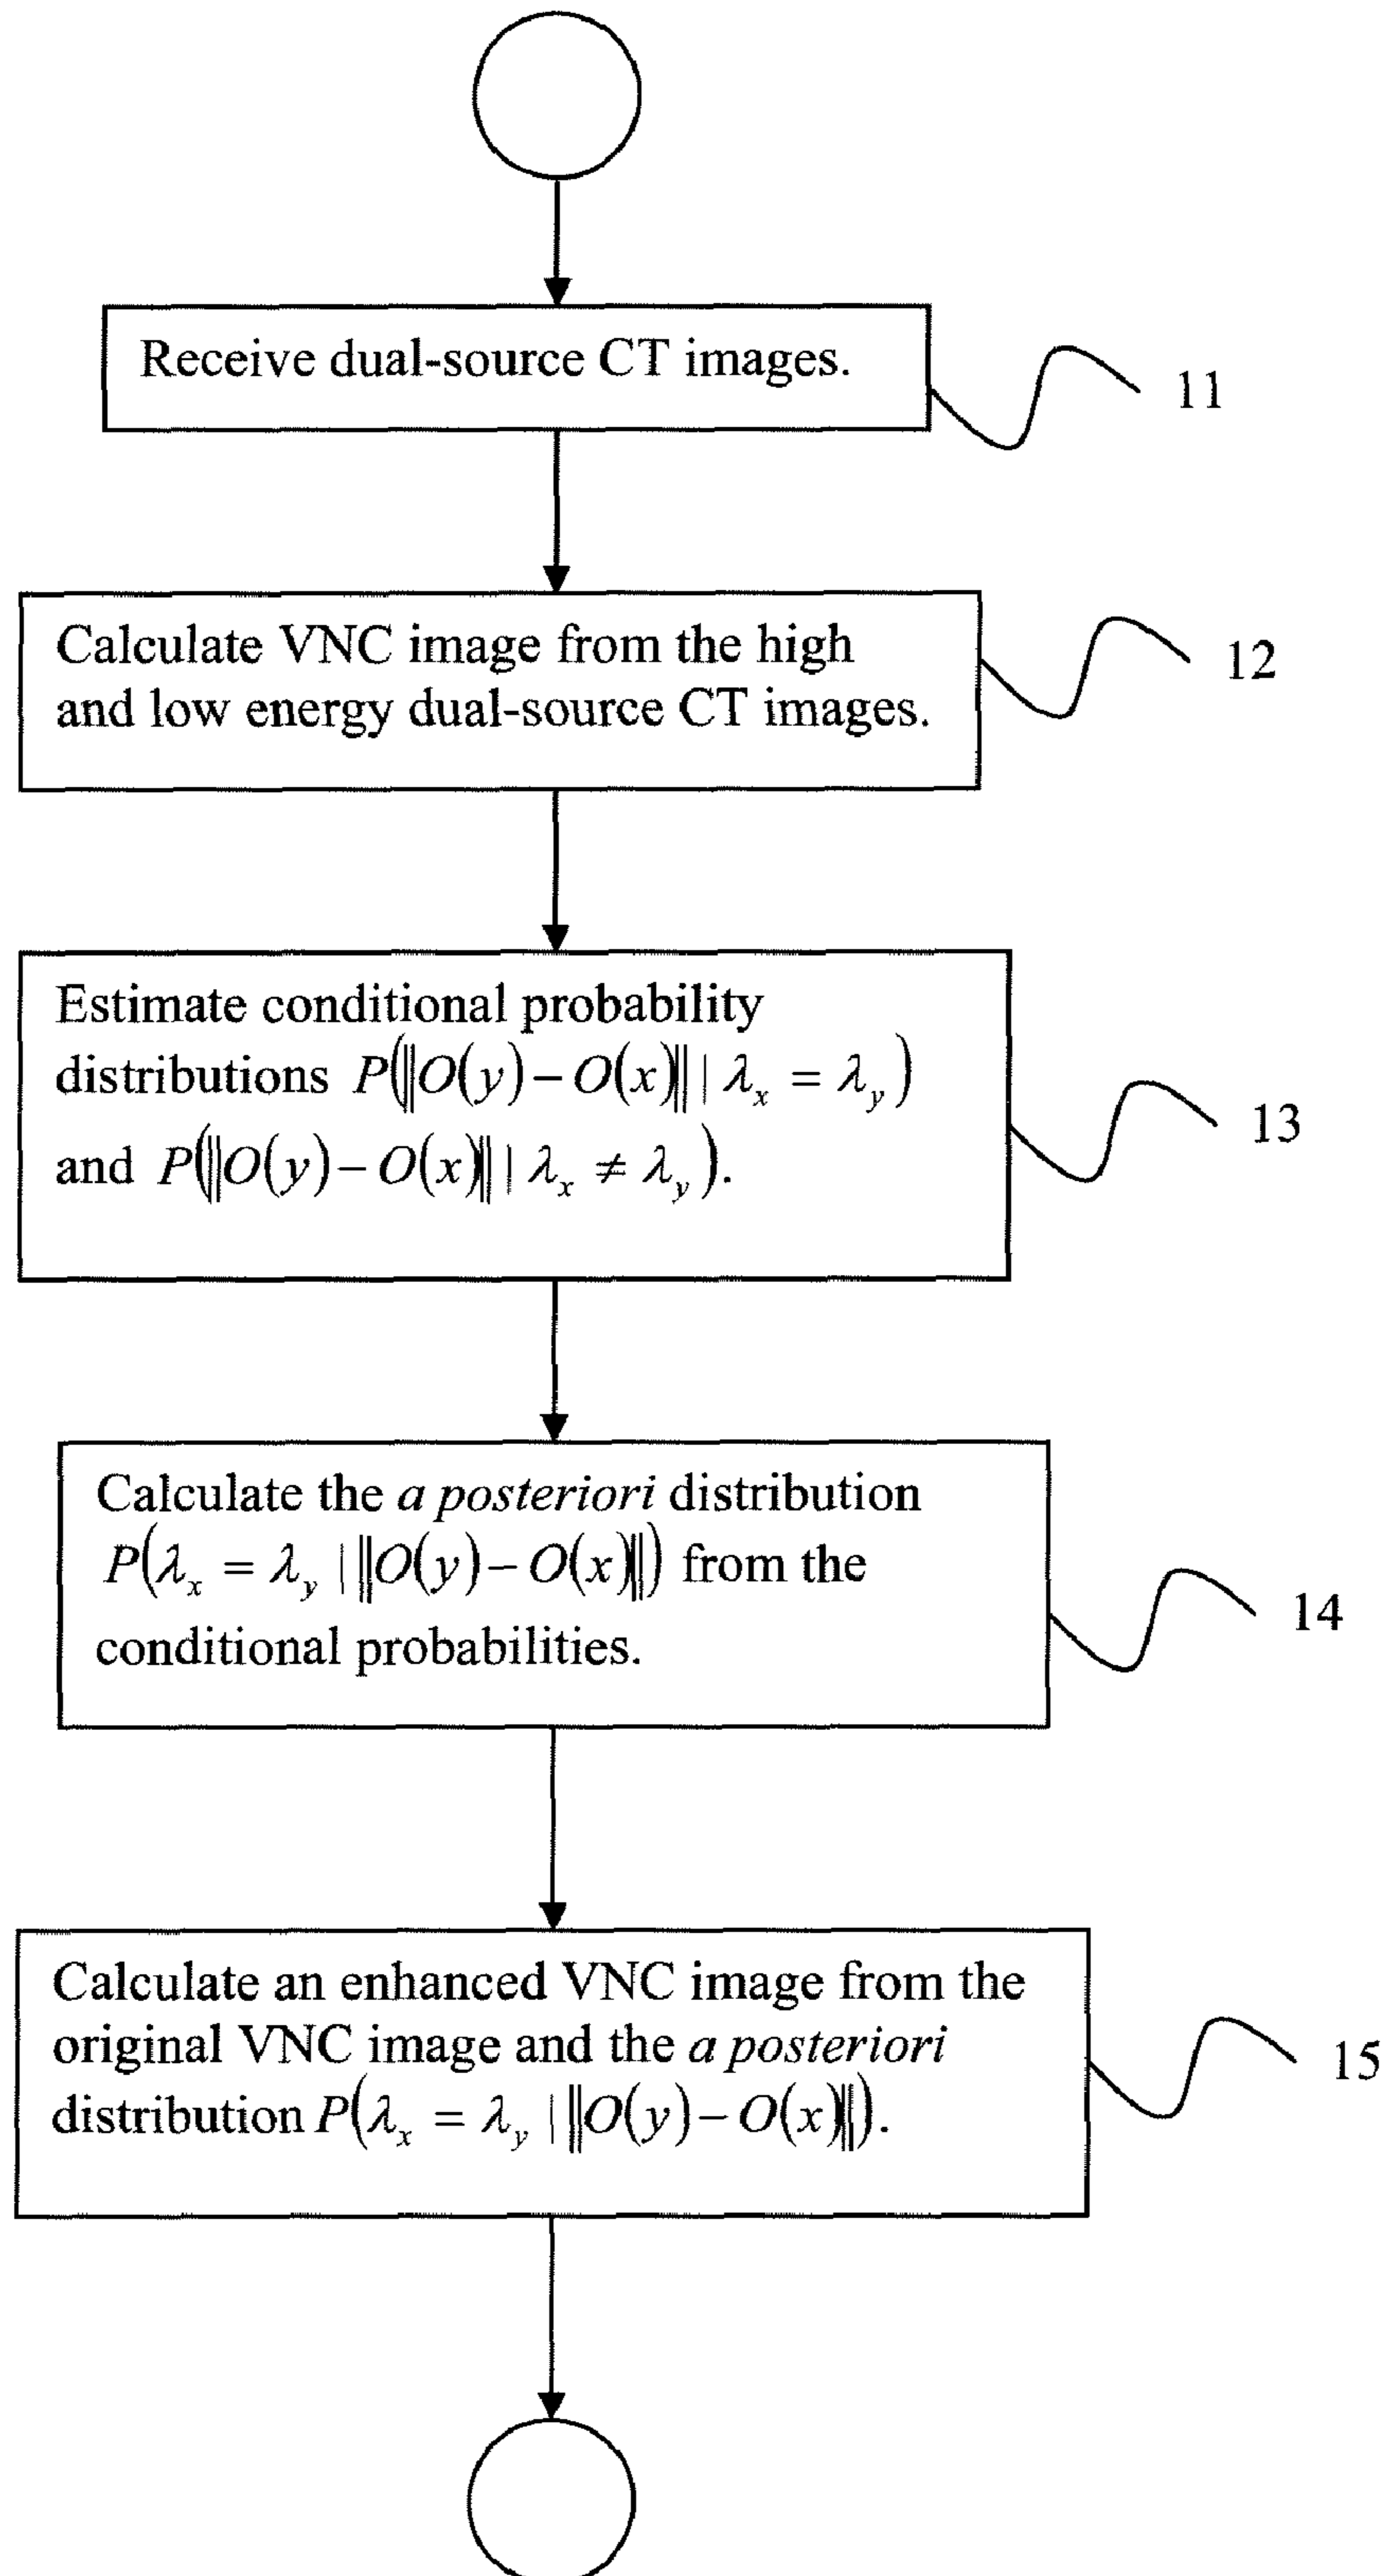 Receive dual-source CT images.
11
Calculate VNC image from the high
and low energy dual-source CT images.
12
Estimate conditional probability
distributions P(‖O(y) − O(x)‖ | λx = λy)
and P(‖O(y) − O(x)‖ | λx ≠ λy).
13
Calculate the a posteriori distribution
P(λx = λy | ‖O(y) − O(x)‖) from the
conditional probabilities.
14
Calculate an enhanced VNC image from the
original VNC image and the a posteriori
distribution P(λx = λy | ‖O(y) − O(x)‖).
15